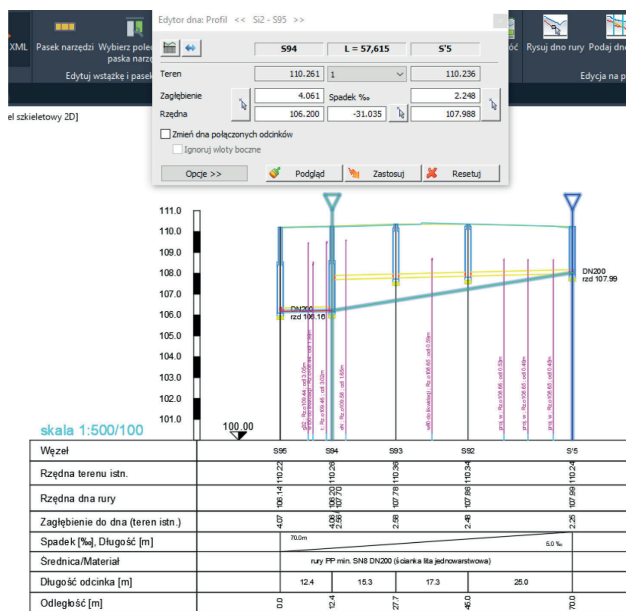 Edytor dna: Profil << Si2 - S95 >>
XML Pasek narzędzi Wybierz pole
paska narzę
Edytuj wstążkę i pasek
Rysuj dno rury Podaj dno
Edycja na p
el szkieletowy 2D]
S94 L = 57,615 S'5
Teren 110.261 1 110.236
Zagłębienie 4.061 Spadek ‰ 2.248
Rzędna 106.200 -31.035 107.988
Zmień dna połączonych odcinków
Ignoruj wloty boczne
Opcje >> Podgląd Zastosuj Resetuj
111.0
110.0
109.0
108.0
107.0
106.0
105.0
104.0
103.0
102.0
101.0
DN200
rzd 107.99
DN200
rzd 106.16
skala 1:500/100
100.00
Węzeł S95 S94 S93 S92 S'5
Rzędna terenu istn. 110.22 110.26 110.36 110.34 110.24
Rzędna dna rury 106.14 106.20 107.70 107.78 107.86 107.99
Zagłębienie do dna (teren istn.) 4.07 4.06 2.56 2.58 2.48 2.25
Spadek [‰], Długość [m] 70.0m 5.0 ‰
Średnica/Materiał rury PP min. SN8 DN200 (ścianka lita jednowarstwowa)
Długość odcinka [m] 12.4 15.3 17.3 25.0
Odległość [m] 0.0 12.4 27.7 45.0 70.0